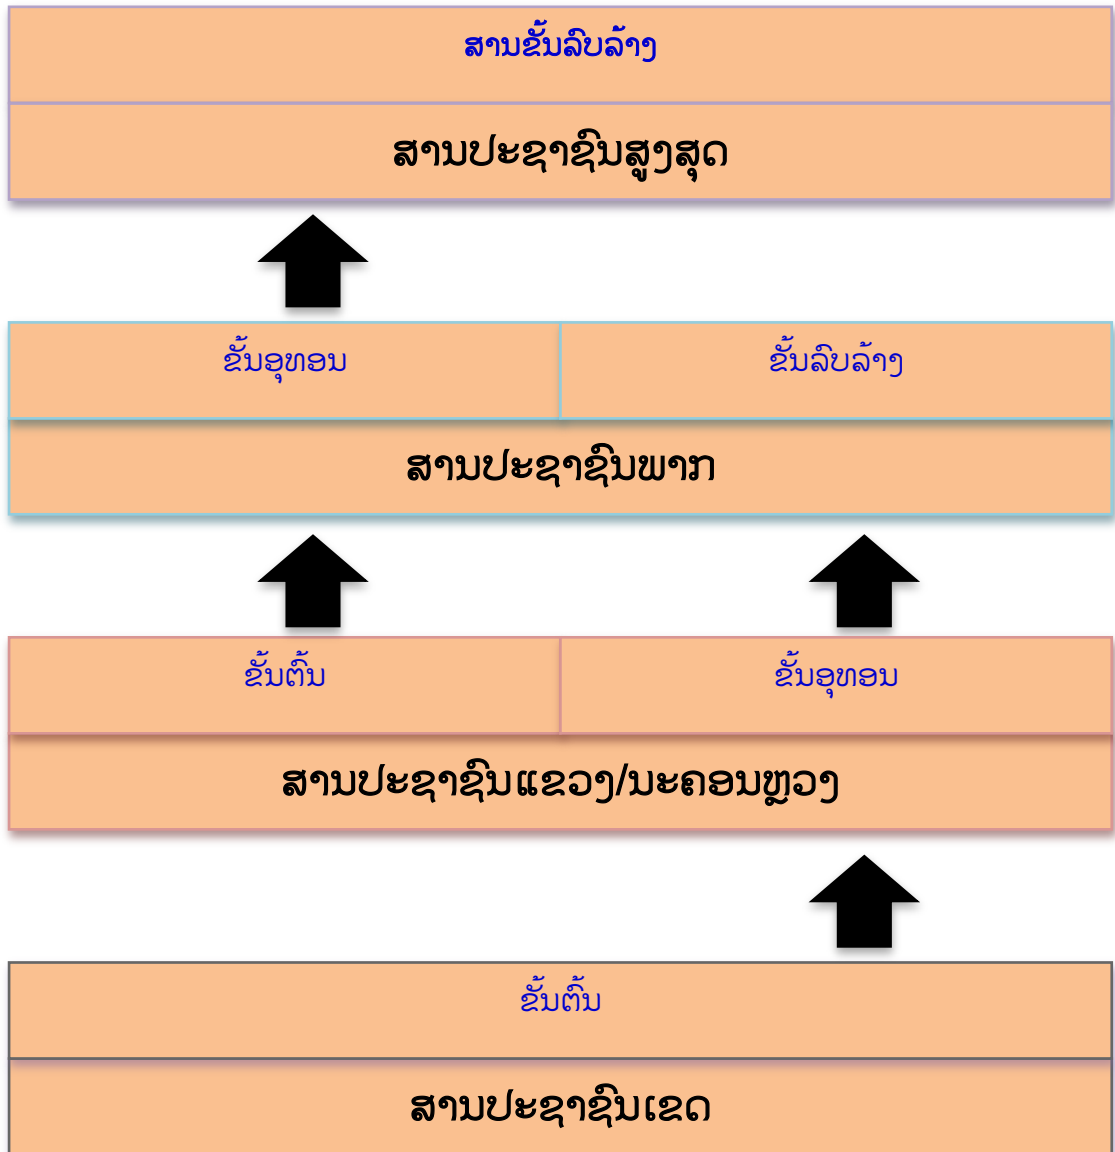 ສານຂັ້ນລົບລ້າງ
ສານປະຊາຊົນສູງສຸດ
ຂັ້ນອຸທອນ
ຂັ້ນລົບລ້າງ
ສານປະຊາຊົນພາກ
ຂັ້ນຕົ້ນ
ຂັ້ນອຸທອນ
ສານປະຊາຊົນແຂວງ/ນະຄອນຫຼວງ
ຂັ້ນຕົ້ນ
ສານປະຊາຊົນເຂດ